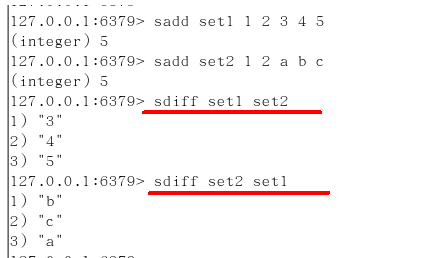 127.0.0.1:6379> sadd set1 1 2 3 4 5
(integer) 5
127.0.0.1:6379> sadd set2 1 2 a b c
(integer) 5
127.0.0.1:6379> sdiff set1 set2
1) "3"
2) "4"
3) "5"
127.0.0.1:6379> sdiff set2 set1
1) "b"
2) "c"
3) "a"